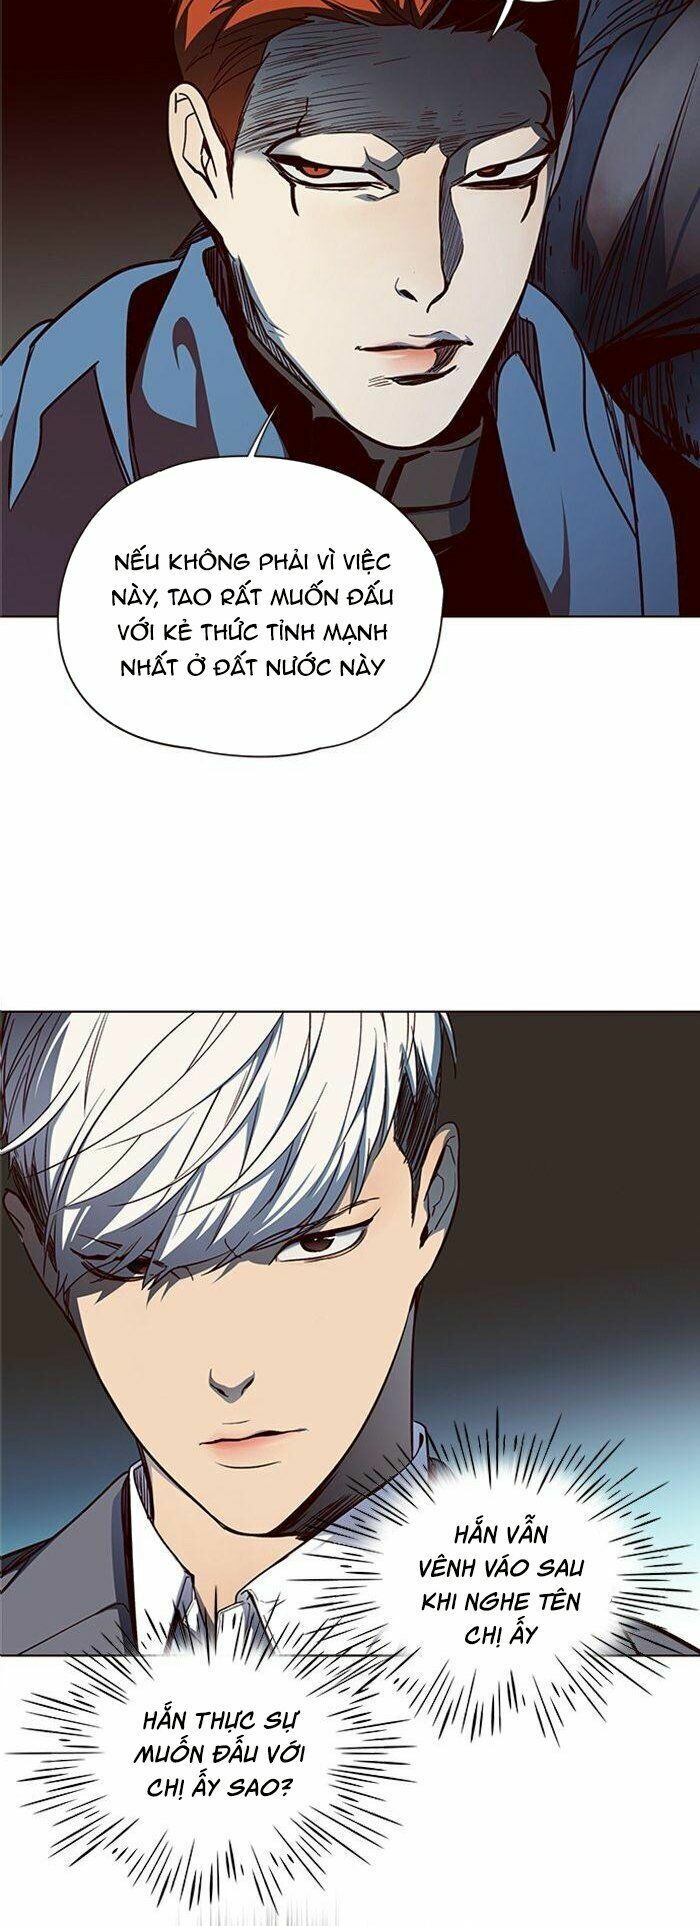 NẾU KHÔNG PHẢI VÌ VIỆC
NÀY, TAO RẤT MUỐN ĐẤU
VỚI KẺ THỨC TỈNH MẠNH
NHẤT Ở ĐẤT NƯỚC NÀY
HẮN VẪN
VÊNH VÁO SAU
KHI NGHE TÊN
CHỊ ẤY
HẮN THỰC SỰ
MUỐN ĐẤU VỚI
CHỊ ẤY SAO?